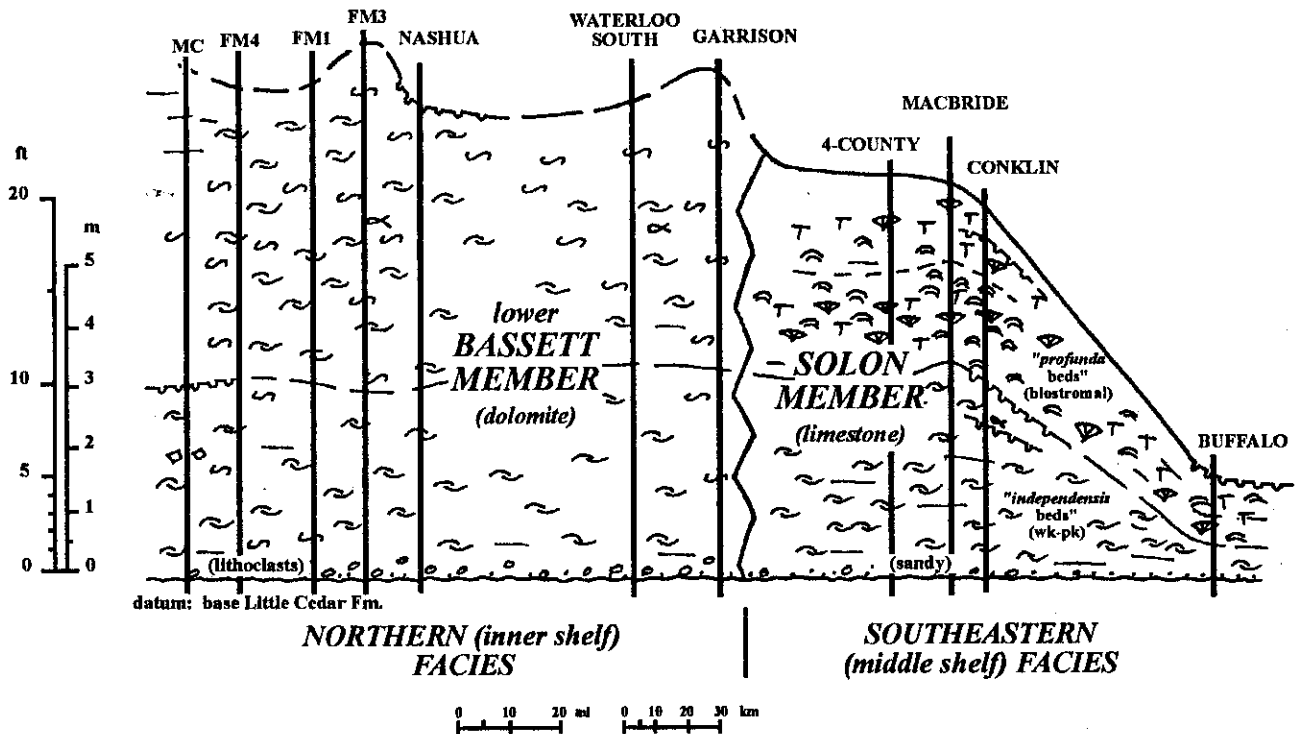 MC
FM4
FM1
FM3
NASHUA
WATERLOO
SOUTH
GARRISON
MACBRIDE
4-COUNTY
CONKLIN
ft
20
10
5
0
m
5
4
3
2
1
0
lower
BASSETT
MEMBER
(dolomite)
SOLON
MEMBER
(limestone)
"profunda
beds"
(biostromal)
BUFFALO
"independensis
beds"
(wk-pk)
(lithoclasts)
(sandy)
datum: base Little Cedar Fm.
NORTHERN (inner shelf)
FACIES
SOUTHEASTERN
(middle shelf) FACIES
0 10 20 mi
0 10 20 30 km